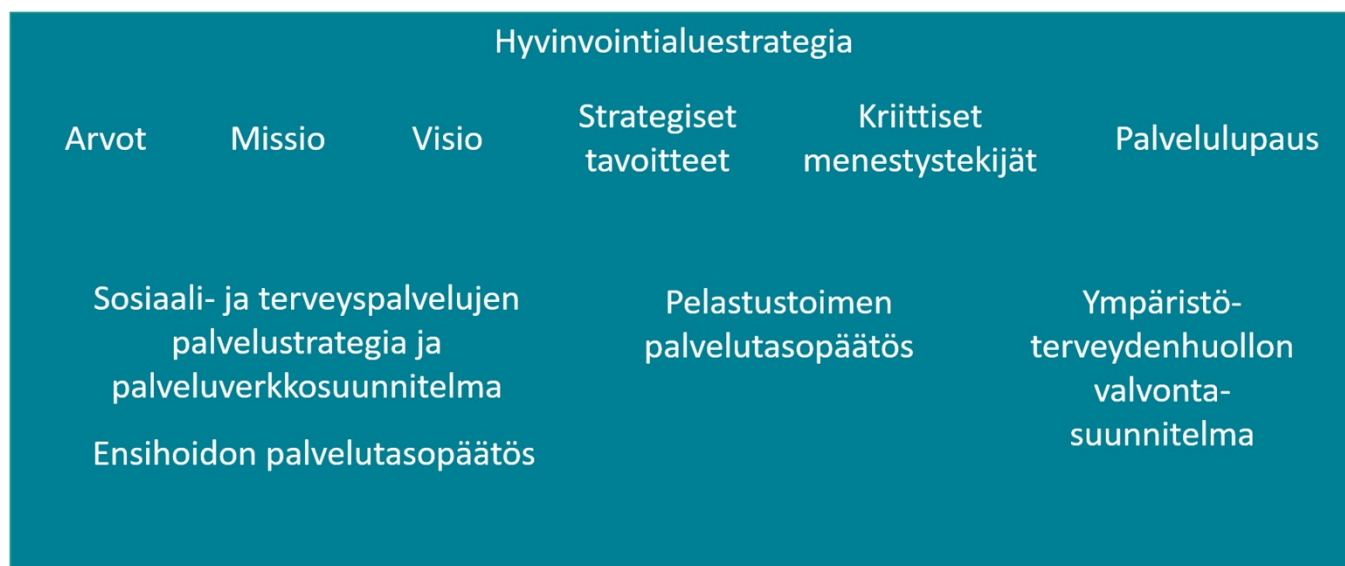 Hyvinvointialuestrategia
Arvot
Missio
Visio
Strategiset
tavoitteet
Kriittiset
menestystekijät
Palvelulupaus
Sosiaali- ja terveyspalvelujen
palvelustrategia ja
palveluverkkosuunnitelma
Ensihoidon palvelutasopäätös
Pelastustoimen
palvelutasopäätös
Ympäristö-
terveydenhuollon
valvonta-
suunnitelma